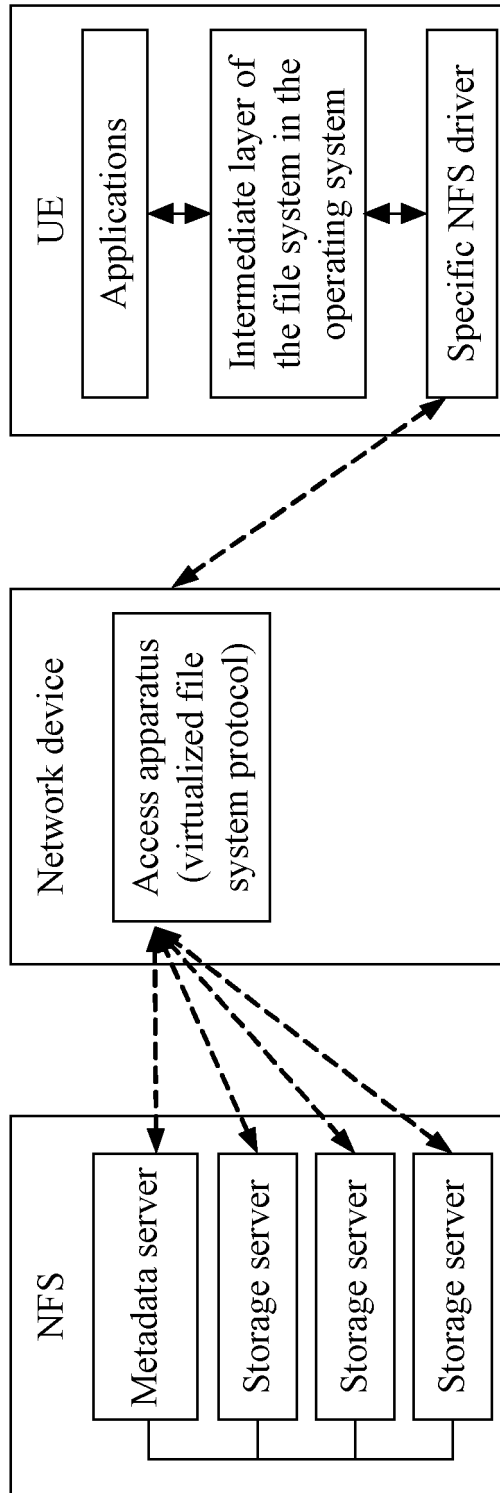 NFS
Metadata server
Storage server
Storage server
Storage server
Network device
Access apparatus
(virtualized file
system protocol)
UE
Applications
Intermediate layer of
the file system in the
operating system
Specific NFS driver